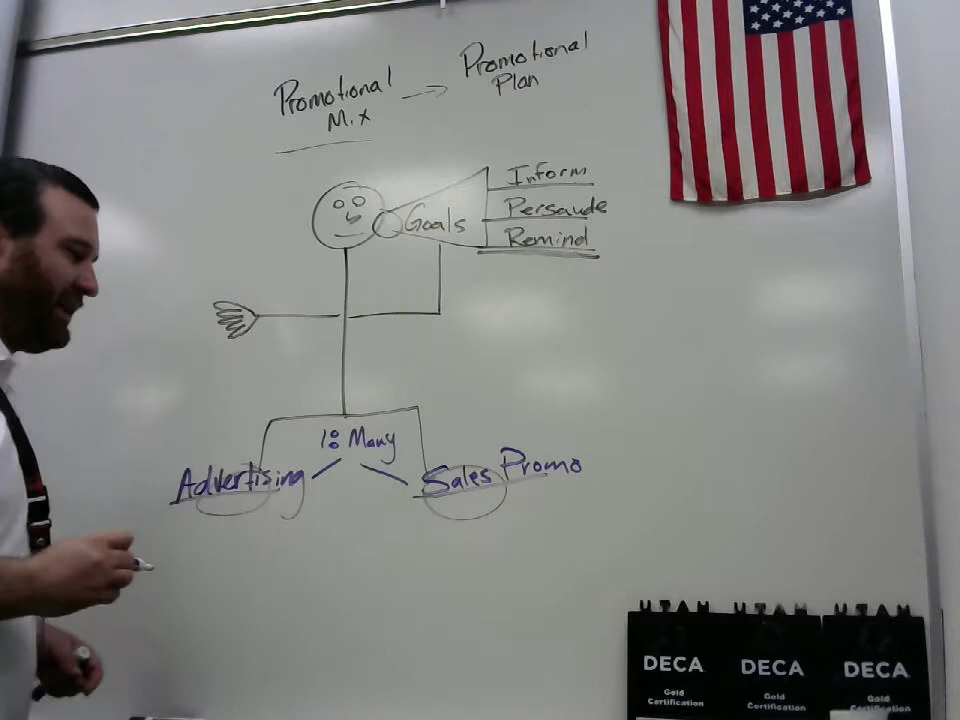 Promotional
Mix
→ Promotional
Plan
Goals
Inform
Persaude
Remind
1:Many
Advertising
Sales Promo
UTAH
DECA
Gold
Certification
UTAH
DECA
Gold
Certification
UTAH
DECA
Gold
Certification